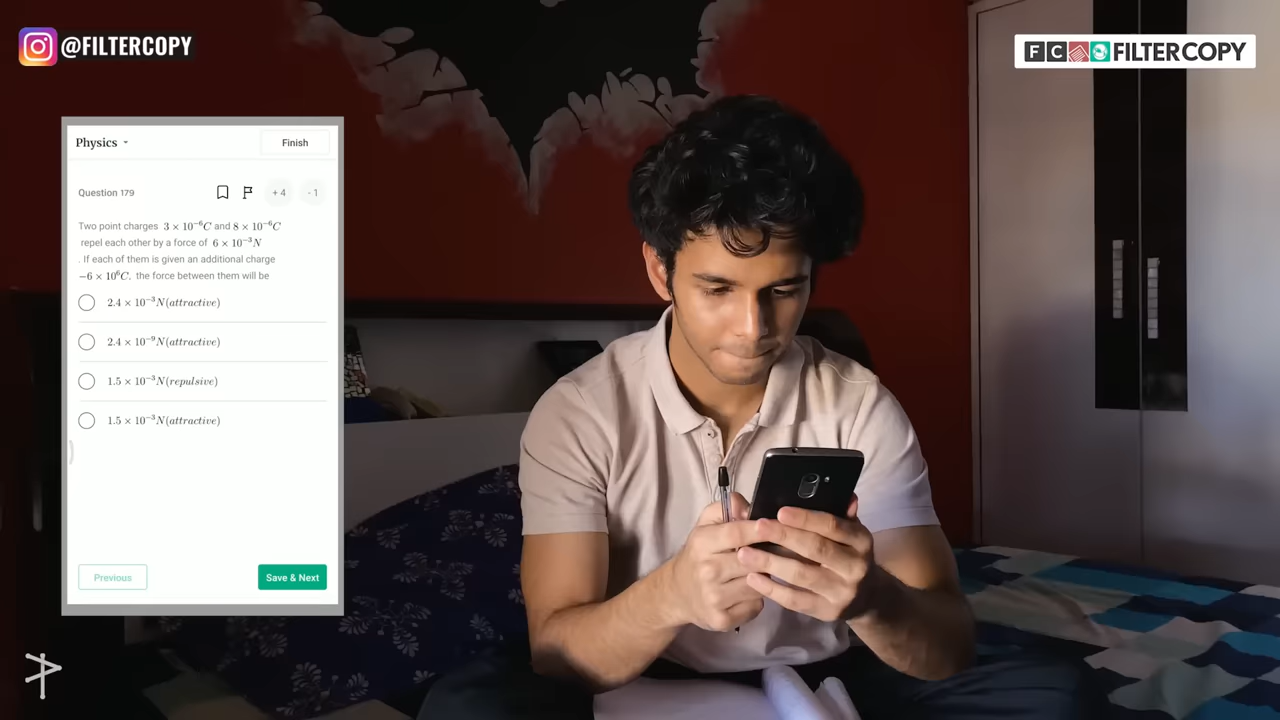 @FILTERCOPY
FC FILTERCOPY
Physics
Finish
Question 179
+ 4
- 1
Two point charges 3 × 10⁻⁶C and 8 × 10⁻⁶C
repel each other by a force of 6 × 10⁻³N
. If each of them is given an additional charge
−6 × 10⁶C. the force between them will be
2.4 × 10⁻³N(attractive)
2.4 × 10⁻⁹N(attractive)
1.5 × 10⁻³N(repulsive)
1.5 × 10⁻³N(attractive)
Previous
Save & Next